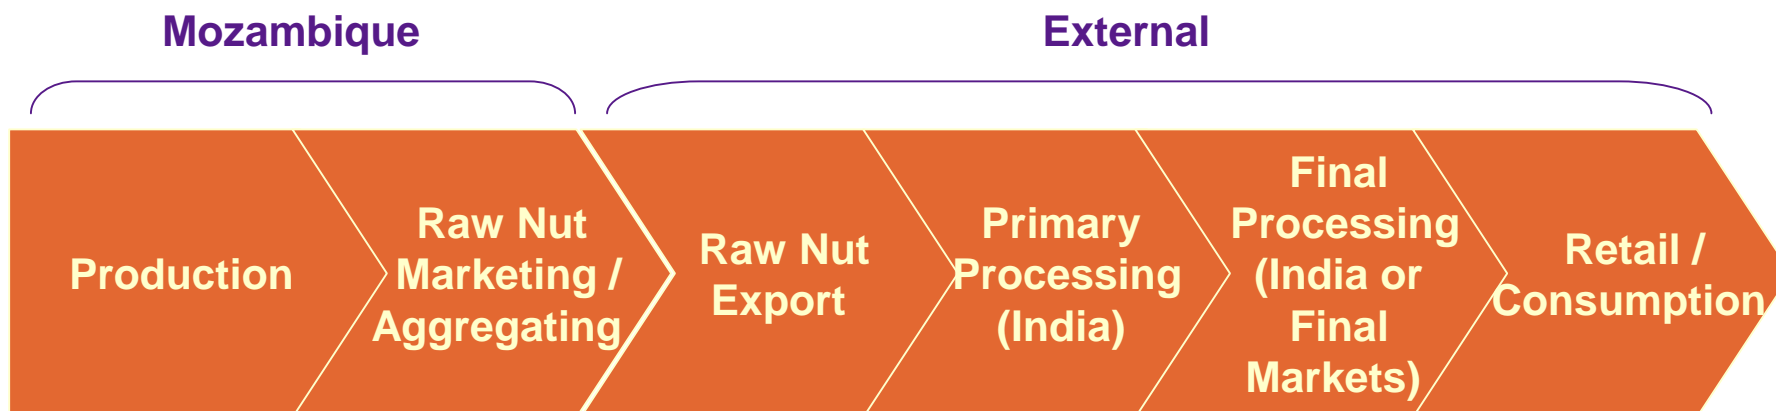 Mozambique
External
Production
Raw Nut
Marketing /
Aggregating
Raw Nut
Export
Primary
Processing
(India)
Final
Processing
(India or
Final
Markets)
Retail /
Consumption